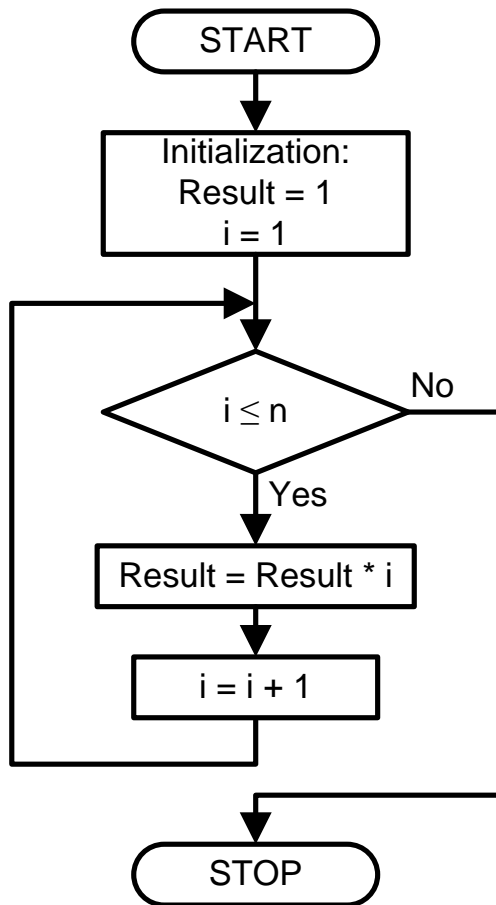 START
Initialization:
Result = 1
i = 1
i ≤ n
No
Yes
Result = Result * i
i = i + 1
STOP